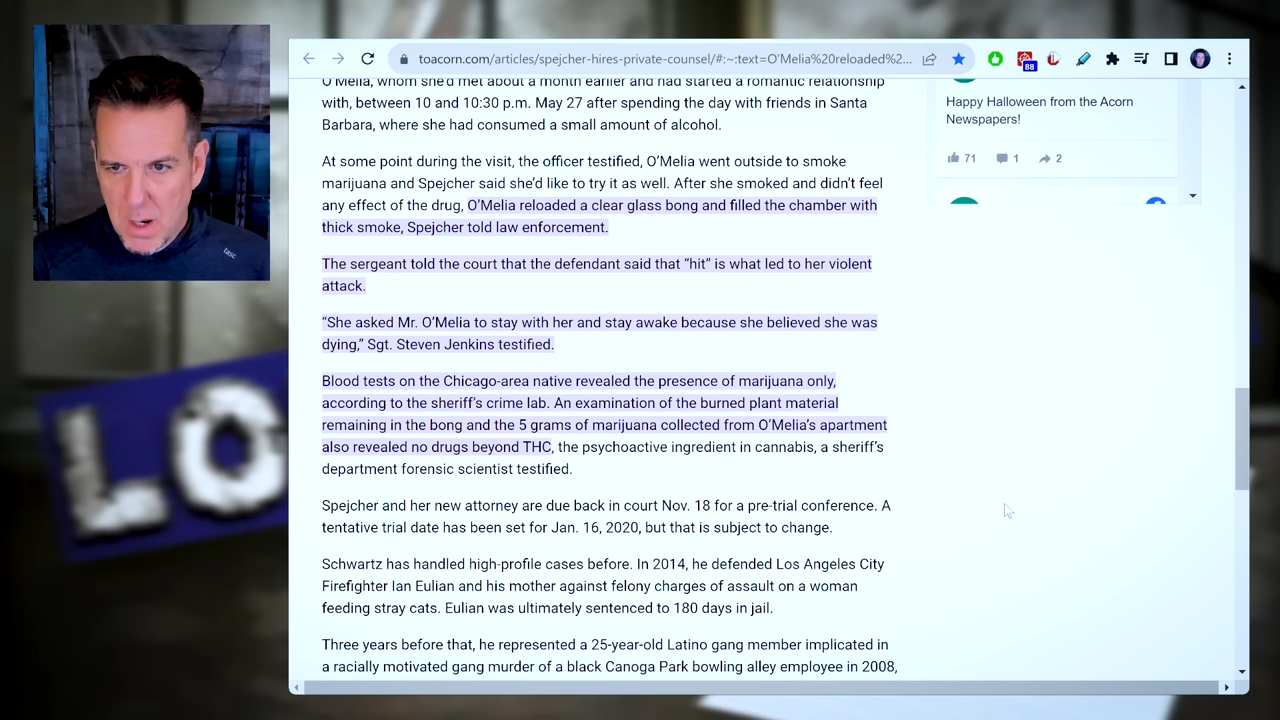 toacorn.com/articles/spejcher-hires-private-counsel/#:~:text=O'Melia%20reloaded%2...
88
O'Melia, whom she'd met about a month earlier and had started a romantic relationship
with, between 10 and 10:30 p.m. May 27 after spending the day with friends in Santa
Barbara, where she had consumed a small amount of alcohol.
At some point during the visit, the officer testified, O'Melia went outside to smoke
marijuana and Spejcher said she'd like to try it as well. After she smoked and didn't feel
any effect of the drug, O'Melia reloaded a clear glass bong and filled the chamber with
thick smoke, Spejcher told law enforcement.
The sergeant told the court that the defendant said that “hit” is what led to her violent
attack.
“She asked Mr. O'Melia to stay with her and stay awake because she believed she was
dying,” Sgt. Steven Jenkins testified.
Blood tests on the Chicago-area native revealed the presence of marijuana only,
according to the sheriff's crime lab. An examination of the burned plant material
remaining in the bong and the 5 grams of marijuana collected from O'Melia's apartment
also revealed no drugs beyond THC, the psychoactive ingredient in cannabis, a sheriff's
department forensic scientist testified.
Spejcher and her new attorney are due back in court Nov. 18 for a pre-trial conference. A
tentative trial date has been set for Jan. 16, 2020, but that is subject to change.
Schwartz has handled high-profile cases before. In 2014, he defended Los Angeles City
Firefighter Ian Eulian and his mother against felony charges of assault on a woman
feeding stray cats. Eulian was ultimately sentenced to 180 days in jail.
Three years before that, he represented a 25-year-old Latino gang member implicated in
a racially motivated gang murder of a black Canoga Park bowling alley employee in 2008,
Happy Halloween from the Acorn
Newspapers!
71 1 2
tasc
LO